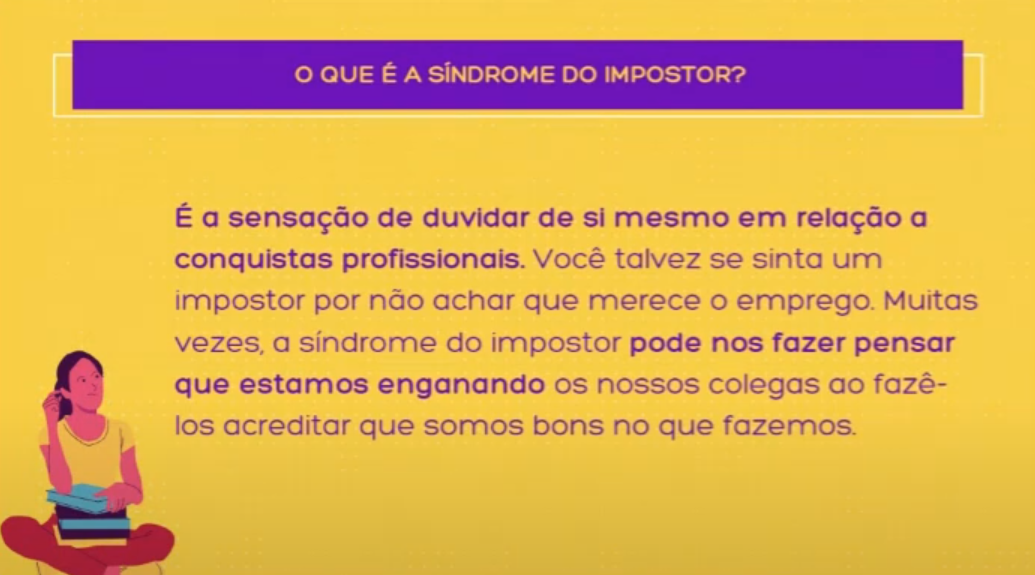 O QUE É A SÍNDROME DO IMPOSTOR?
É a sensação de duvidar de si mesmo em relação a
conquistas profissionais. Você talvez se sinta um
impostor por não achar que merece o emprego. Muitas
vezes, a síndrome do impostor pode nos fazer pensar
que estamos enganando os nossos colegas ao fazê-
los acreditar que somos bons no que fazemos.